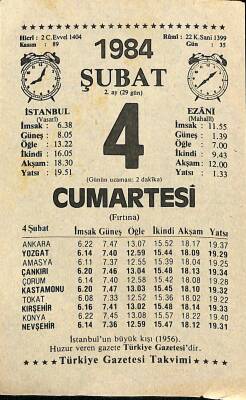 Hicrî : 2 C.Evvel 1404
Kasım : 89
Rûmî : 22 K.Sani 1399
Gün : 35
1984
ŞUBAT
2. ay (29 gün)
İSTANBUL
(Vasatî)
İmsak : 6.38
Güneş : 8.05
Öğle : 13.22
İkindi : 16.05
Akşam : 18.30
Yatsı : 19.51
4
EZÂNİ
(Mahallî)
İmsak : 11.55
Güneş : 1.39
Öğle : 7.00
İkindi : 9.43
Akşam : 12.00
Yatsı : 1.33
(Günün uzaması: 2 dakika)
CUMARTESİ
(Fırtına)
4 Şubat İmsak Güneş Öğle İkindi Akşam Yatsı
ANKARA 6.22 7.47 13.07 15.52 18.17 19.37
YOZGAT 6.14 7.40 12.59 15.44 18.09 19.29
AMASYA 6.11 7.37 12.55 15.39 18.04 19.25
ÇANKIRI 6.20 7.46 13.04 15.48 18.13 19.34
ÇORUM 6.14 7.40 12.58 15.42 18.08 19.28
KASTAMONU 6.20 7.47 13.03 15.45 18.10 19.32
TOKAT 6.08 7.33 12.52 15.36 18.02 19.22
KIRŞEHİR 6.16 7.41 13.02 15.48 18.14 19.33
KONYA 6.22 7.45 13.09 15.57 18.22 19.40
NEVŞEHİR 6.14 7.36 12.59 15.47 18.12 19.31
İstanbul'un büyük kışı (1956).
Huzur veren gazete Türkiye Gazetesi'dir.
Türkiye Gazetesi Takvimi